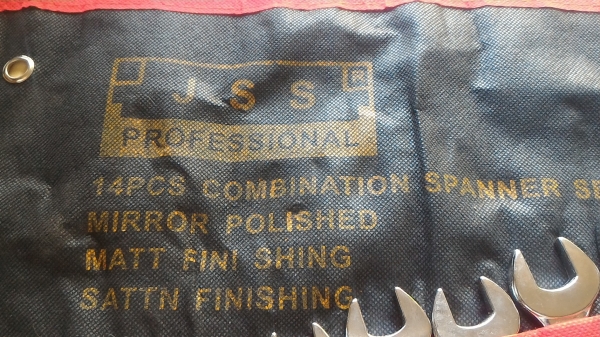 J S S
PROFESSIONAL
14PCS COMBINATION SPANNER SE
MIRROR POLISHED
MATT FINI SHING
SATTN FINISHING